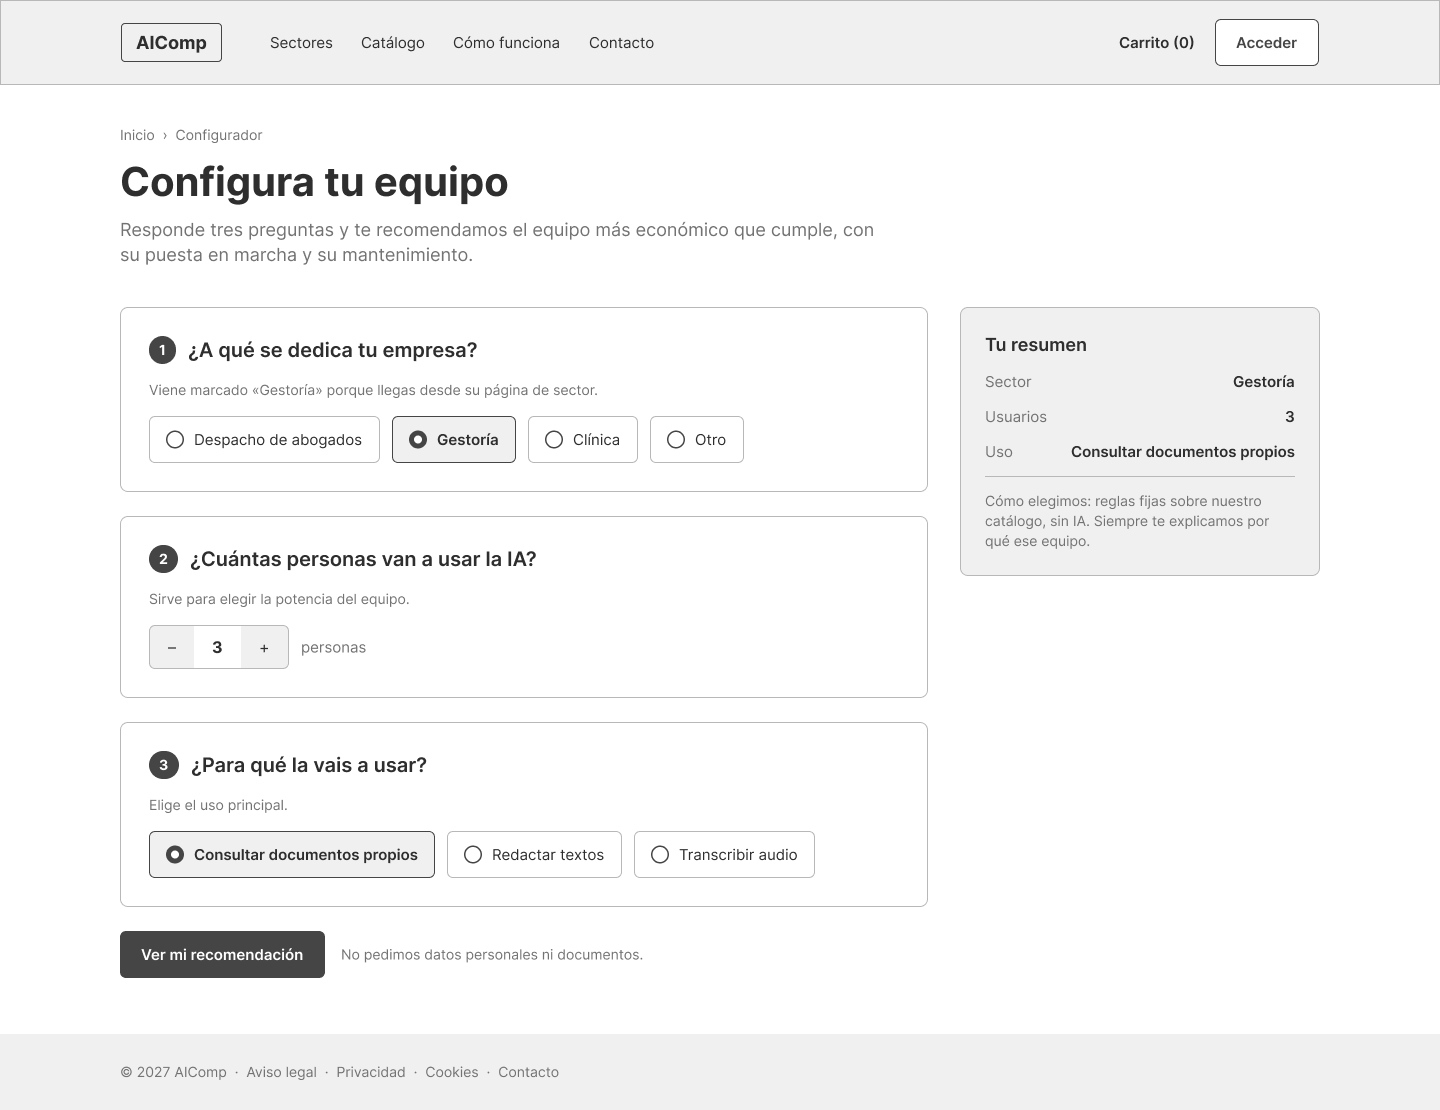 AIComp
Sectores
Catálogo
Cómo funciona
Contacto
Carrito (0)
Acceder
Inicio › Configurador
Configura tu equipo
Responde tres preguntas y te recomendamos el equipo más económico que cumple, con
su puesta en marcha y su mantenimiento.
1 ¿A qué se dedica tu empresa?
Viene marcado «Gestoría» porque llegas desde su página de sector.
Despacho de abogados
Gestoría
Clínica
Otro
2 ¿Cuántas personas van a usar la IA?
Sirve para elegir la potencia del equipo.
– 3 + personas
3 ¿Para qué la vais a usar?
Elige el uso principal.
Consultar documentos propios
Redactar textos
Transcribir audio
Ver mi recomendación
No pedimos datos personales ni documentos.
Tu resumen
Sector Gestoría
Usuarios 3
Uso Consultar documentos propios
Cómo elegimos: reglas fijas sobre nuestro
catálogo, sin IA. Siempre te explicamos por
qué ese equipo.
© 2027 AIComp · Aviso legal · Privacidad · Cookies · Contacto